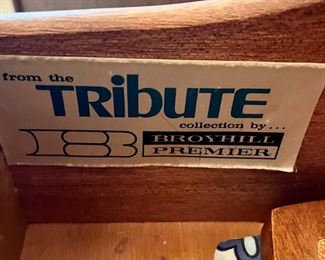 from the
TRibuTE
collection by...
B BROYHILL
PREMIER